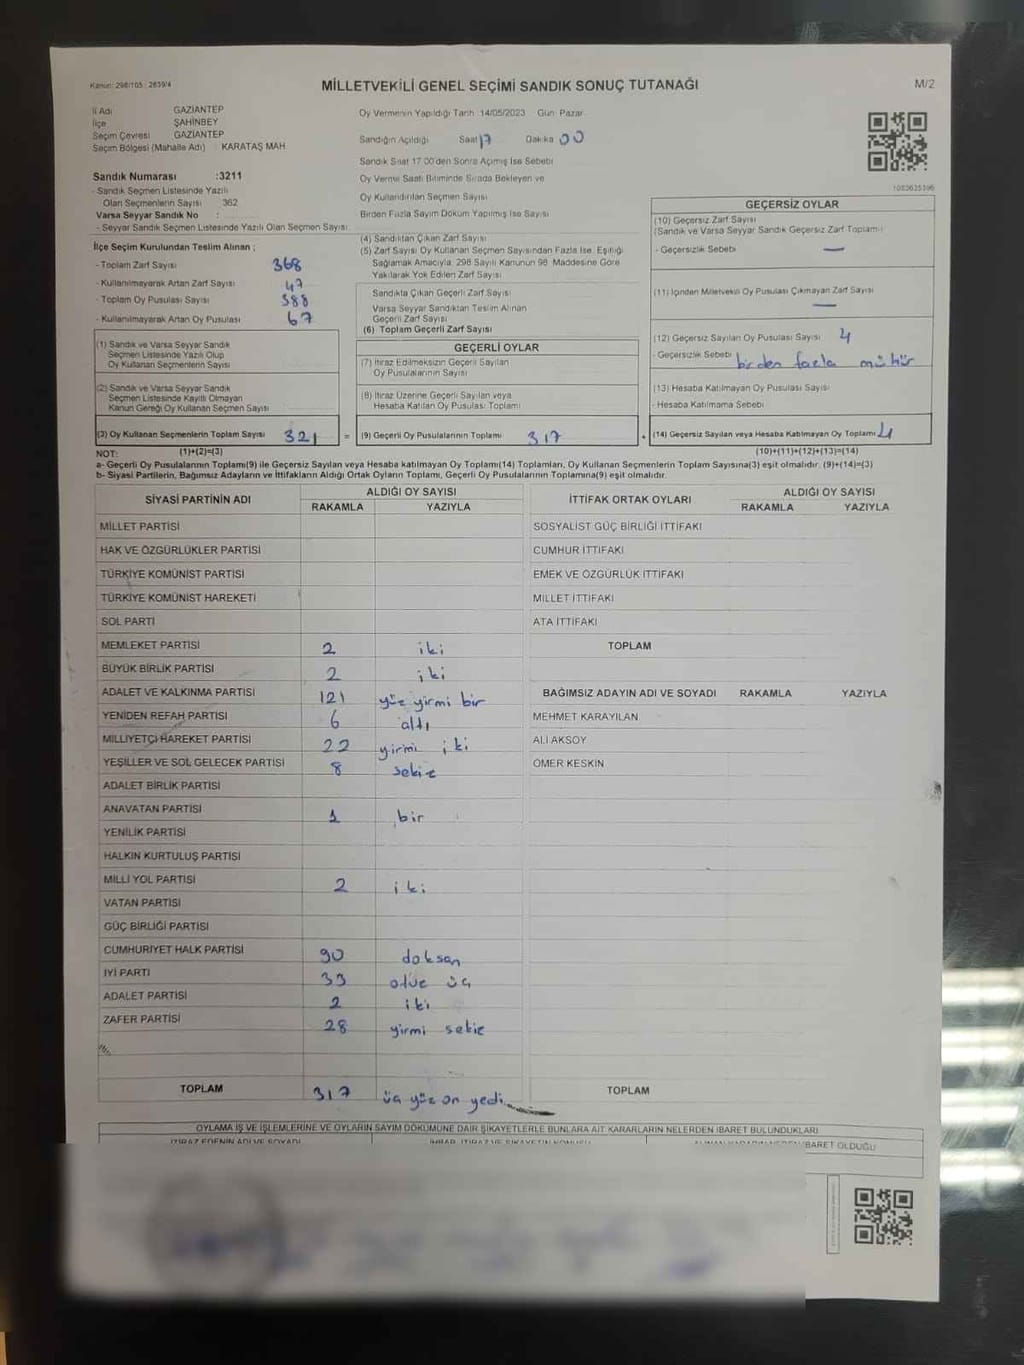 Kanun: 298/105 : 2839/4
MİLLETVEKİLİ GENEL SEÇİMİ SANDIK SONUÇ TUTANAĞI
M/2
İl Adı GAZİANTEP
İlçe ŞAHİNBEY
Seçim Çevresi GAZİANTEP
Seçim Bölgesi (Mahalle Adı) : KARATAŞ MAH
Sandık Numarası :3211
- Sandık Seçmen Listesinde Yazılı
Olan Seçmenlerin Sayısı : 362
Varsa Seyyar Sandık No :
- Seyyar Sandık Seçmen Listesinde Yazılı Olan Seçmen Sayısı
İlçe Seçim Kurulundan Teslim Alınan ;
- Toplam Zarf Sayısı 368
- Kullanılmayarak Artan Zarf Sayısı 47
- Toplam Oy Pusulası Sayısı 388
- Kullanılmayarak Artan Oy Pusulası 67
(1) Sandık ve Varsa Seyyar Sandık
Seçmen Listesinde Yazılı Olup
Oy Kullanan Seçmenlerin Sayısı
(2) Sandık ve Varsa Seyyar Sandık
Seçmen Listesinde Kayıtlı Olmayan
Kanun Gereği Oy Kullanan Seçmen Sayısı
(3) Oy Kullanan Seçmenlerin Toplam Sayısı 321 =
Oy Vermenin Yapıldığı Tarih :14/05/2023 Gün: Pazar
Sandığın Açıldığı Saat 17 Dakika 00
Sandık Saat 17.00'den Sonra Açılmış İse Sebebi
Oy Verme Saati Bitiminde Sırada Bekleyen ve
Oy Kullandırılan Seçmen Sayısı
Birden Fazla Sayım Döküm Yapılmış İse Sayısı
(4) Sandıktan Çıkan Zarf Sayısı
(5) Zarf Sayısı Oy Kullanan Seçmen Sayısından Fazla İse, Eşitliği
Sağlamak Amacıyla, 298 Sayılı Kanunun 98. Maddesine Göre
Yakılarak Yok Edilen Zarf Sayısı
Sandıkta Çıkan Geçerli Zarf Sayısı
Varsa Seyyar Sandıktan Teslim Alınan
Geçerli Zarf Sayısı
(6) Toplam Geçerli Zarf Sayısı
GEÇERLİ OYLAR
(7) İtiraz Edilmeksizin Geçerli Sayılan
Oy Pusulalarının Sayısı
(8) İtiraz Üzerine Geçerli Sayılan veya
Hesaba Katılan Oy Pusulası Toplamı
(9) Geçerli Oy Pusulalarının Toplamı 317 +
1083625396
GEÇERSİZ OYLAR
(10) Geçersiz Zarf Sayısı
(Sandık ve Varsa Seyyar Sandık Geçersiz Zarf Toplamı)
- Geçersizlik Sebebi —
(11) İçinden Milletvekili Oy Pusulası Çıkmayan Zarf Sayısı
—
(12) Geçersiz Sayılan Oy Pusulası Sayısı 4
- Geçersizlik Sebebi birden fazla mühür
(13) Hesaba Katılmayan Oy Pusulası Sayısı
- Hesaba Katılmama Sebebi
(14) Geçersiz Sayılan veya Hesaba Katılmayan Oy Toplamı 4
NOT: (1)+(2)=(3) (10)+(11)+(12)+(13)=(14)
a- Geçerli Oy Pusulalarının Toplamı(9) ile Geçersiz Sayılan veya Hesaba katılmayan Oy Toplamı(14) Toplamları, Oy Kullanan Seçmenlerin Toplam Sayısına(3) eşit olmalıdır. (9)+(14)=(3)
b- Siyasi Partilerin, Bağımsız Adayların ve İttifakların Aldığı Ortak Oyların Toplamı, Geçerli Oy Pusulalarının Toplamına(9) eşit olmalıdır.
SİYASİ PARTİNİN ADI ALDIĞI OY SAYISI
RAKAMLA YAZIYLA
MİLLET PARTİSİ
HAK VE ÖZGÜRLÜKLER PARTİSİ
TÜRKİYE KOMÜNİST PARTİSİ
TÜRKİYE KOMÜNİST HAREKETİ
SOL PARTİ
MEMLEKET PARTİSİ 2 iki
BÜYÜK BİRLİK PARTİSİ 2 iki
ADALET VE KALKINMA PARTİSİ 121 yüz yirmi bir
YENİDEN REFAH PARTİSİ 6 altı
MİLLİYETÇİ HAREKET PARTİSİ 22 yirmi iki
YEŞİLLER VE SOL GELECEK PARTİSİ 8 sekiz
ADALET BİRLİK PARTİSİ
ANAVATAN PARTİSİ 1 bir
YENİLİK PARTİSİ
HALKIN KURTULUŞ PARTİSİ
MİLLİ YOL PARTİSİ 2 iki
VATAN PARTİSİ
GÜÇ BİRLİĞİ PARTİSİ
CUMHURİYET HALK PARTİSİ 90 doksan
İYİ PARTİ 33 otuz üç
ADALET PARTİSİ 2 iki
ZAFER PARTİSİ 28 yirmi sekiz
TOPLAM 317 üç yüz on yedi
İTTİFAK ORTAK OYLARI ALDIĞI OY SAYISI
RAKAMLA YAZIYLA
SOSYALİST GÜÇ BİRLİĞİ İTTİFAKI
CUMHUR İTTİFAKI
EMEK VE ÖZGÜRLÜK İTTİFAKI
MİLLET İTTİFAKI
ATA İTTİFAKI
TOPLAM
BAĞIMSIZ ADAYIN ADI VE SOYADI RAKAMLA YAZIYLA
MEHMET KARAYILAN
ALİ AKSOY
ÖMER KESKİN
TOPLAM
OYLAMA İŞ VE İŞLEMLERİNE VE OYLARIN SAYIM DÖKÜMÜNE DAİR ŞİKAYETLERLE BUNLARA AİT KARARLARIN NELERDEN İBARET BULUNDUKLARI
İTİRAZ EDENİN ADI VE SOYADI
İBARET OLDUĞU